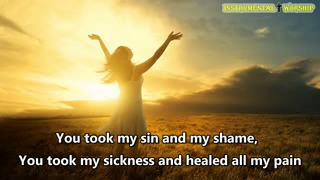 INSTRUMENTAL WORSHIP
You took my sin and my shame,
You took my sickness and healed all my pain